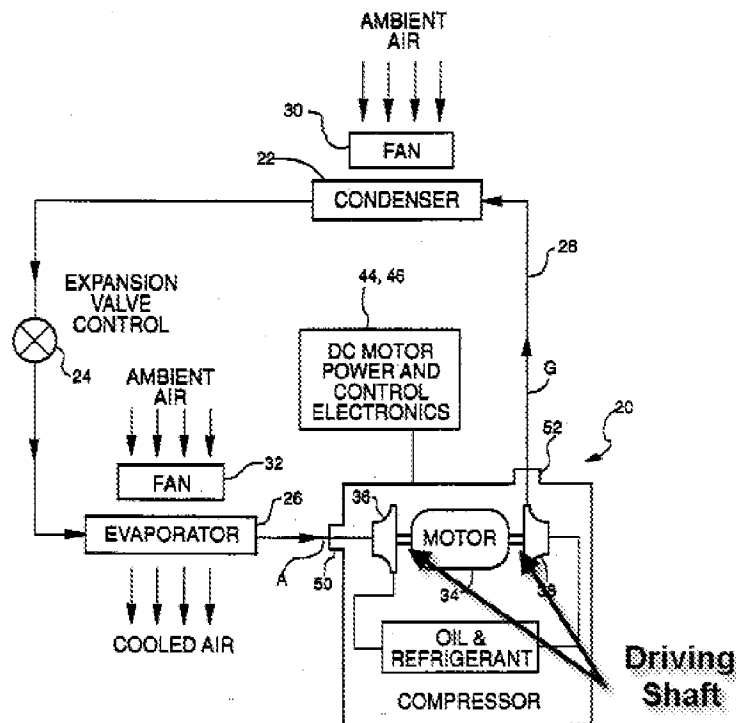 AMBIENT
AIR
30
FAN
22
CONDENSER
28
EXPANSION
VALVE
CONTROL
24
44, 46
DC MOTOR
POWER AND
CONTROL
ELECTRONICS
G
20
52
AMBIENT
AIR
32
FAN
26
EVAPORATOR
A
50
36
MOTOR
34
38
COOLED AIR
OIL &
REFRIGERANT
COMPRESSOR
Driving
Shaft